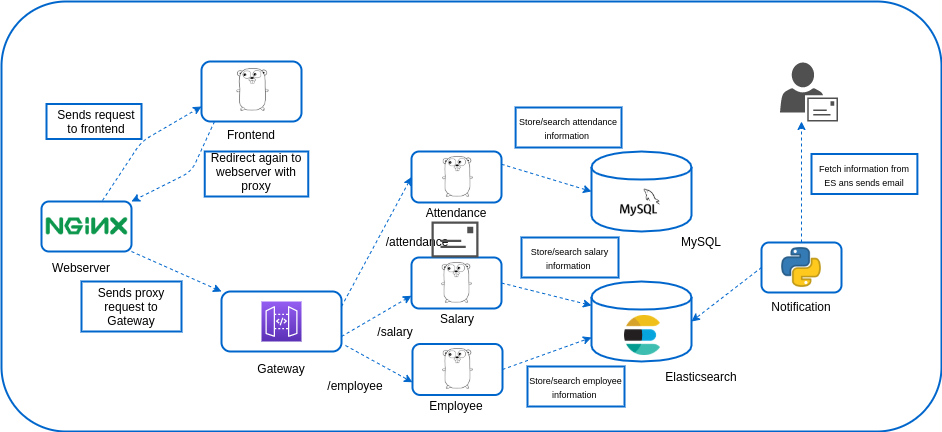 Sends request
to frontend
Frontend
Redirect again to
webserver with
proxy
NGINX
Webserver
Sends proxy
request to
Gateway
Gateway
/attendance
/salary
/employee
Attendance
Salary
Employee
Store/search attendance
information
Store/search salary
information
Store/search employee
information
MySQL
MySQL
Elasticsearch
Fetch information from
ES ans sends email
Notification